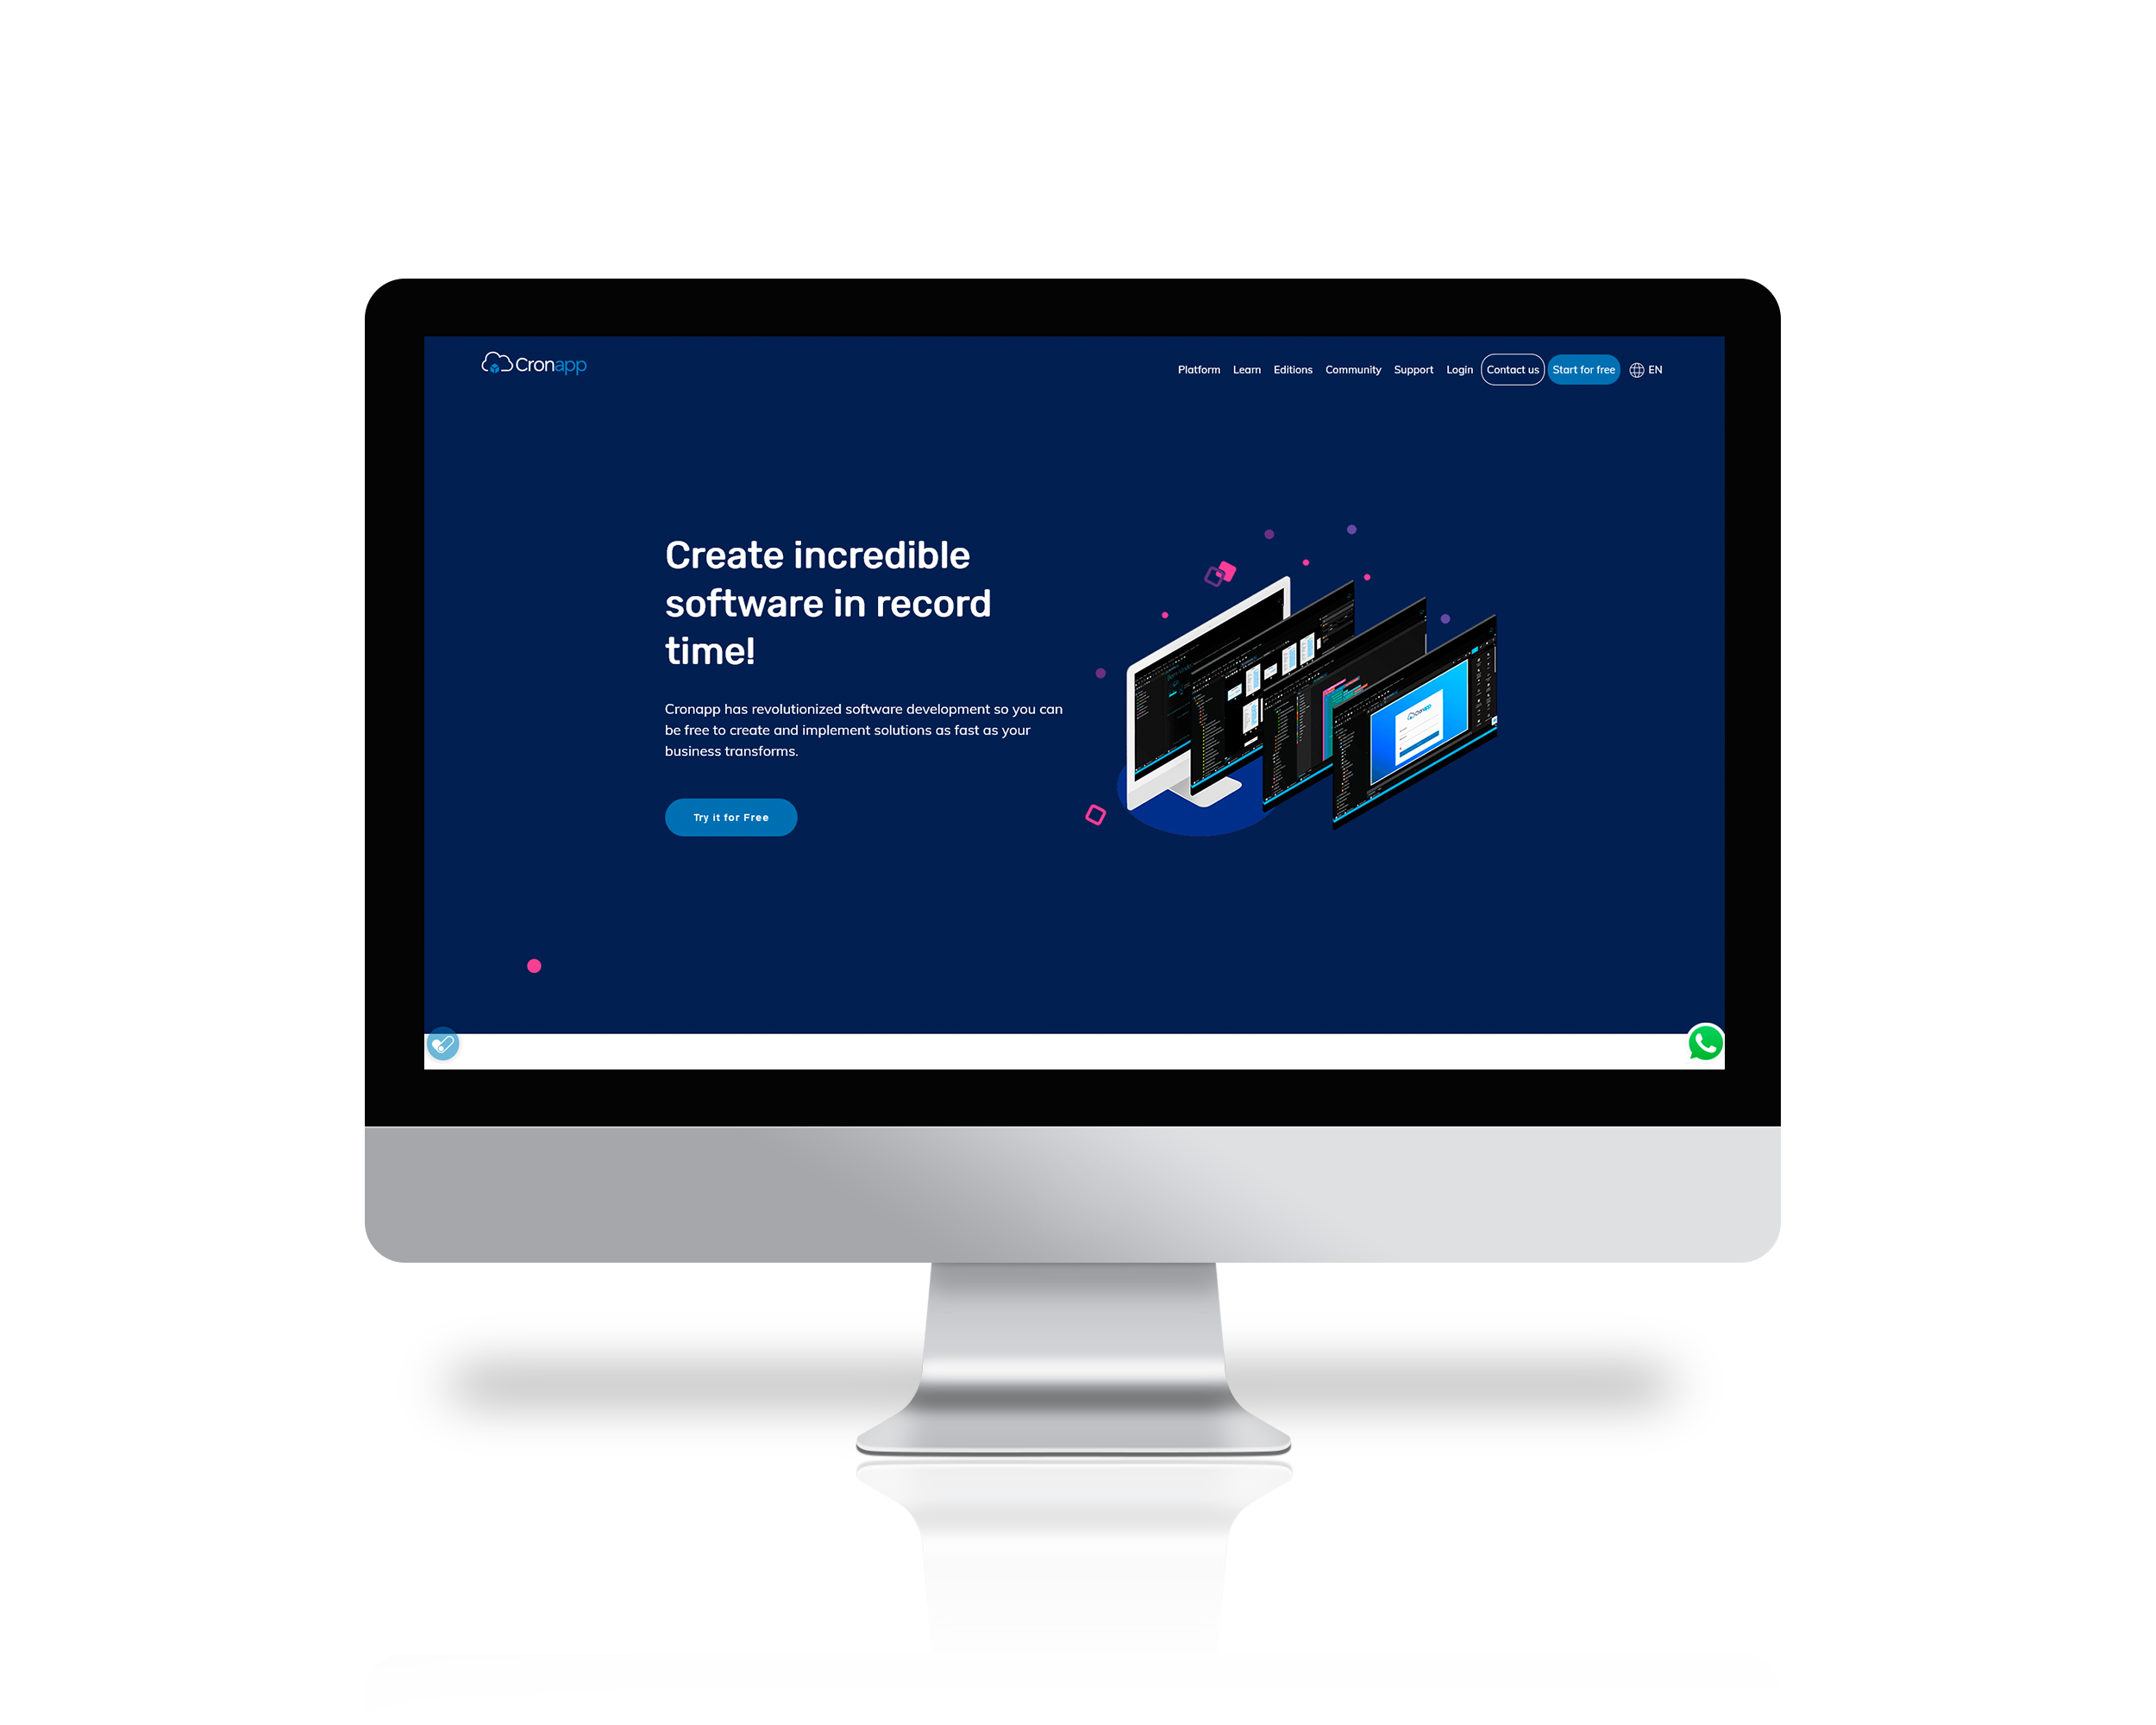 Cronapp
Platform Learn Editions Community Support Login Contact us Start for free EN
Create incredible
software in record
time!
Cronapp has revolutionized software development so you can
be free to create and implement solutions as fast as your
business transforms.
Try it for Free
Cronapp